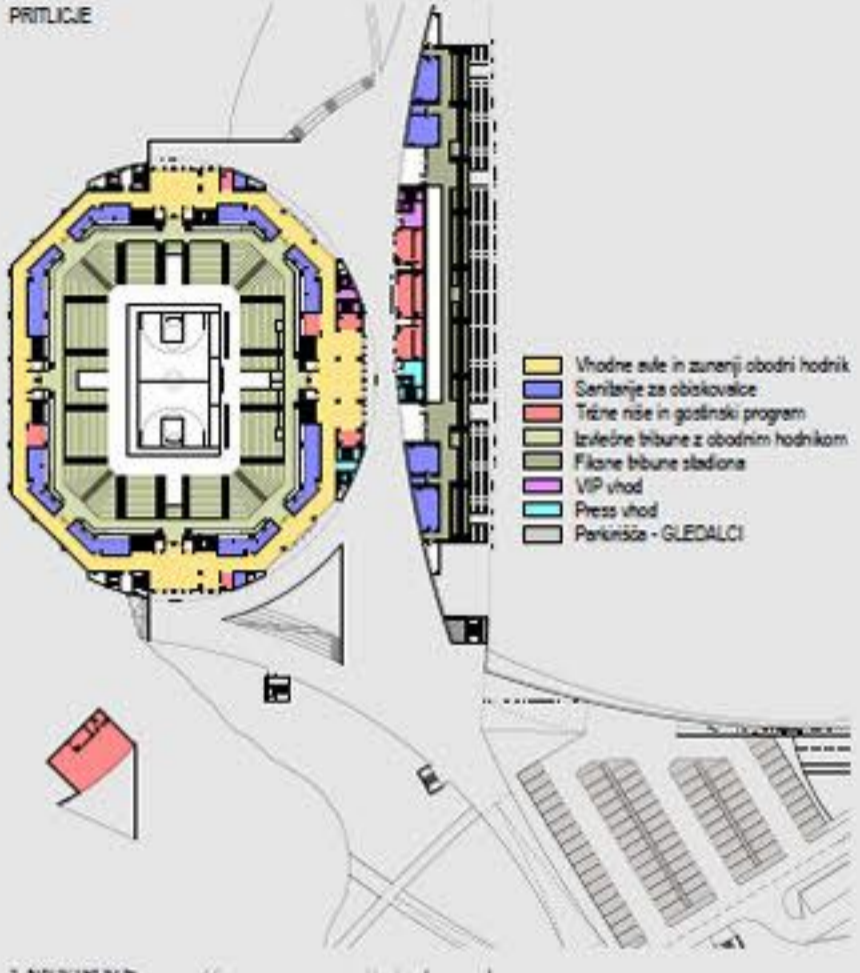 PRITLICJE
Vhodne avle in zunanji obodni hodnik
Sanitarije za obiskovalce
Tržne niše in gostinski program
Izvlečne tribune z obodnim hodnikom
Fiksne tribune stadiona
VIP vhod
Press vhod
Parkirišča - GLEDALCI